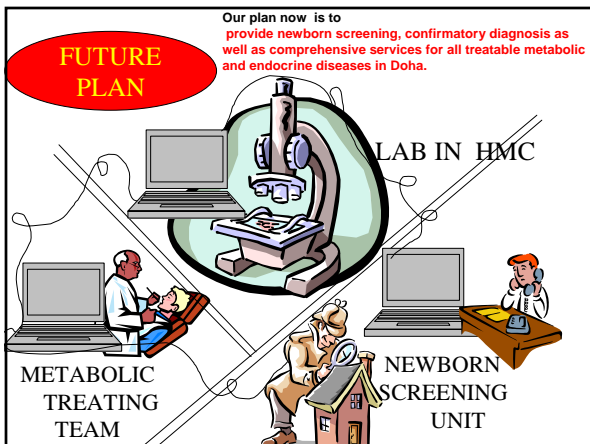 Our plan now is to
provide newborn screening, confirmatory diagnosis as
well as comprehensive services for all treatable metabolic
and endocrine diseases in Doha.
FUTURE
PLAN
LAB IN HMC
METABOLIC
TREATING
TEAM
NEWBORN
SCREENING
UNIT